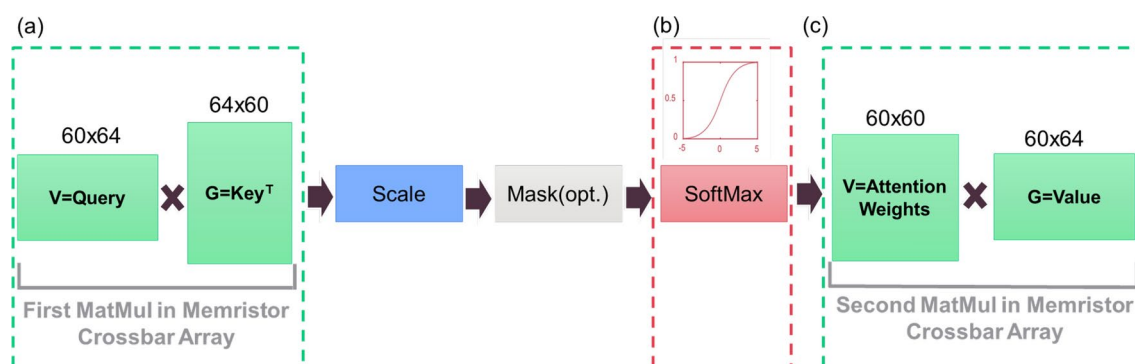 (a)
(b)
(c)
60x64
64x60
V=Query
G=Keyᵀ
Scale
Mask(opt.)
1
0.5
0
-5
0
5
SoftMax
60x60
60x64
V=Attention
Weights
G=Value
First MatMul in Memristor
Crossbar Array
Second MatMul in Memristor
Crossbar Array